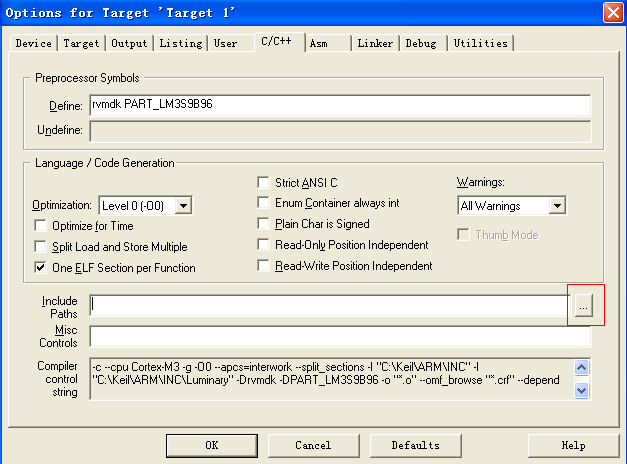 Options for Target 'Target 1'
Device Target Output Listing User C/C++ Asm Linker Debug Utilities
Preprocessor Symbols
Define: rvmdk PART_LM3S9B96
Undefine:
Language / Code Generation
Strict ANSI C
Warnings:
Optimization: Level 0 (-O0)
Enum Container always int
All Warnings
Optimize for Time
Plain Char is Signed
Thumb Mode
Split Load and Store Multiple
Read-Only Position Independent
One ELF Section per Function
Read-Write Position Independent
Include
Paths
...
Misc
Controls
Compiler
control
string
-c --cpu Cortex-M3 -g -O0 --apcs=interwork --split_sections -I "C:\Keil\ARM\INC" -I
"C:\Keil\ARM\INC\Luminary" -Drvmdk -DPART_LM3S9B96 -o "*.o" --omf_browse "*.crf" --depend
OK Cancel Defaults Help